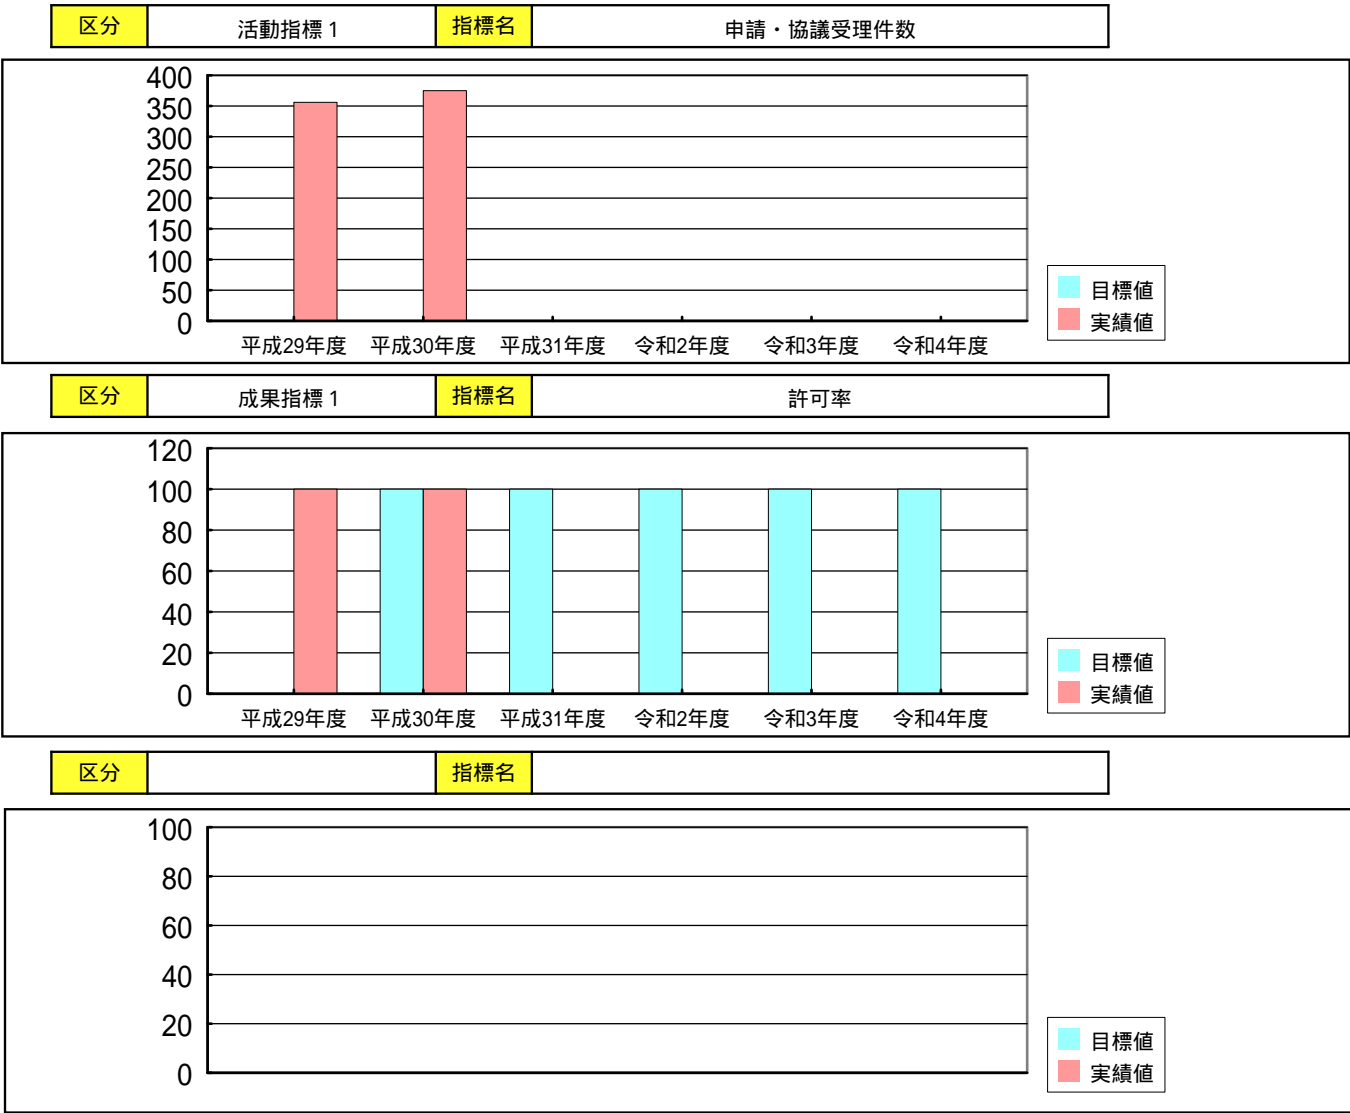 区分 活動指標１ 指標名 申請・協議受理件数
400
350
300
250
200
150
100
50
0
平成29年度 平成30年度 平成31年度 令和2年度 令和3年度 令和4年度
目標値
実績値
区分 成果指標１ 指標名 許可率
120
100
80
60
40
20
0
平成29年度 平成30年度 平成31年度 令和2年度 令和3年度 令和4年度
目標値
実績値
区分 指標名
100
80
60
40
20
0
目標値
実績値